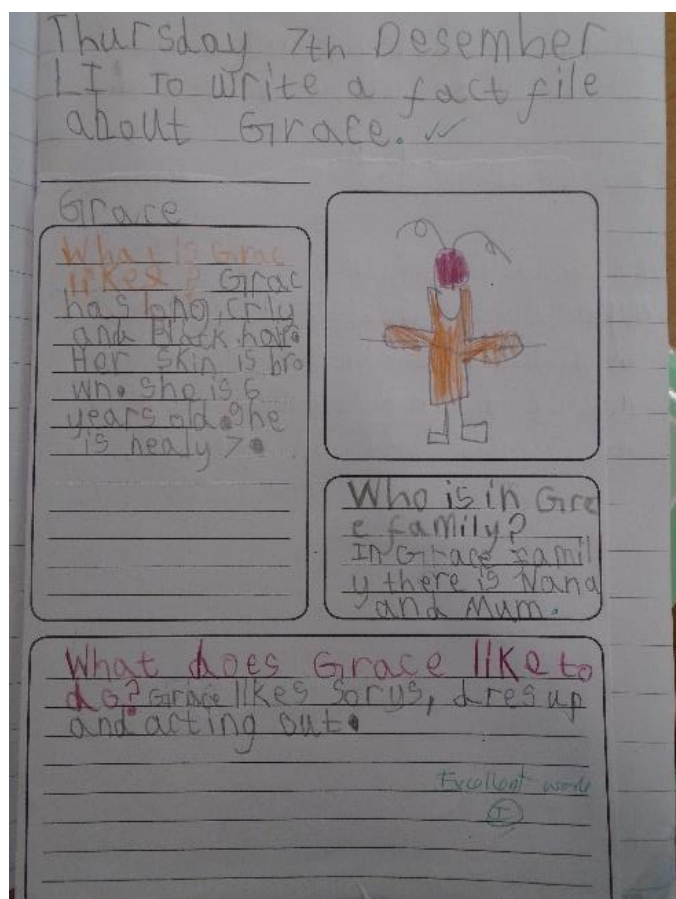 Thursday 7th Desember
LI To write a fact file
about Grace.
Grace
What is Grac
likes? Grac
has long, crly
and black hair.
Her skin is bro
wn. she is 6
years old. She
is nealy 7.
Who is in Gra
e family?
In Grace famil
y there is Nana
and Mum.
What does Grace like to
do? Grace likes sorys, dres up
and acting out.
Excellent work
I